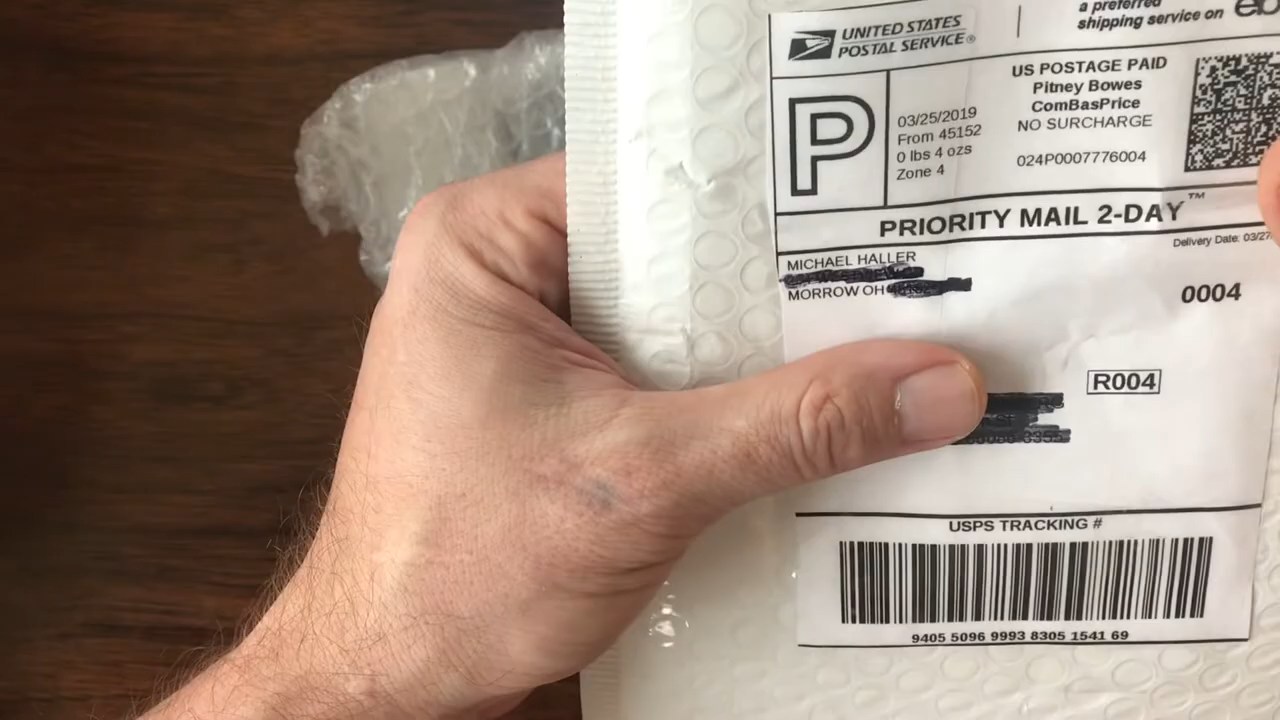 UNITED STATES
POSTAL SERVICE®
a preferred
shipping service on
P
03/25/2019
From 45152
0 lbs 4 ozs
Zone 4
US POSTAGE PAID
Pitney Bowes
ComBasPrice
NO SURCHARGE
024P0007776004
PRIORITY MAIL 2-DAY™
Delivery Date: 03/27
MICHAEL HALLER
MORROW OH
0004
R004
USPS TRACKING #
9405 5096 9993 8305 1541 69